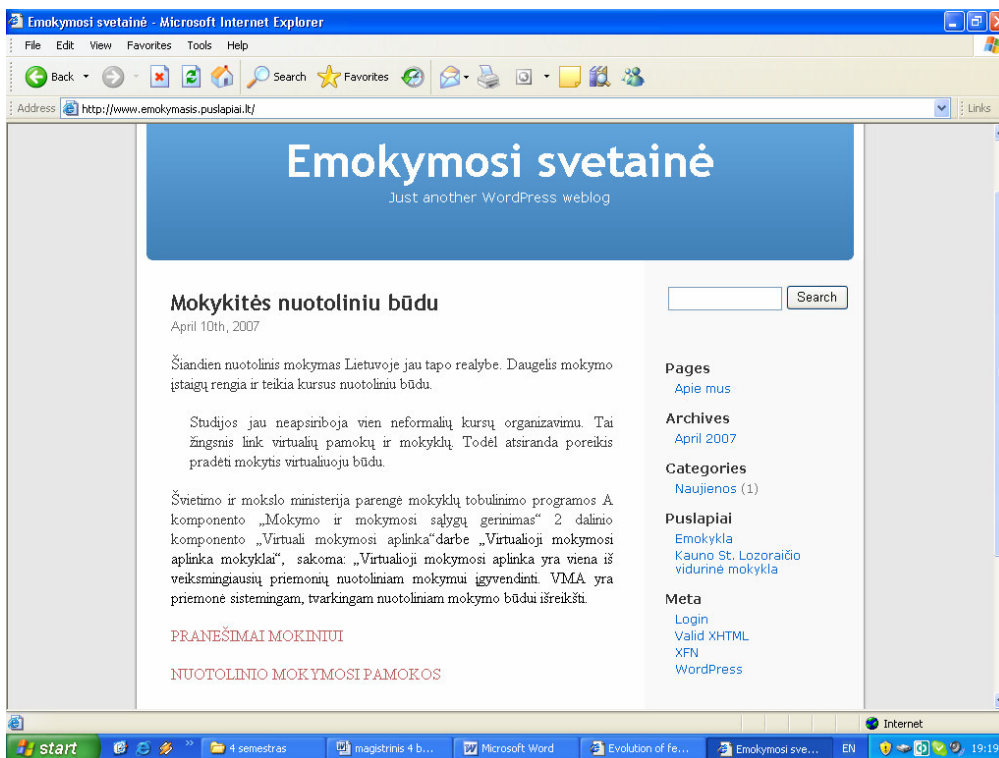 Emokymosi svetainė - Microsoft Internet Explorer
File Edit View Favorites Tools Help
Back Search Favorites
Address http://www.emokymasis.puslapiai.lt/ Links
Emokymosi svetainė
Just another WordPress weblog
Mokykitės nuotoliniu būdu
April 10th, 2007
Šiandien nuotolinis mokymas Lietuvoje jau tapo realybe. Daugelis mokymo
įstaigų rengia ir teikia kursus nuotoliniu būdu.
Studijos jau neapsiriboja vien neformalių kursų organizavimu. Tai
žingsnis link virtualių pamokų ir mokyklų. Todėl atsiranda poreikis
pradėti mokytis virtualiuoju būdu.
Švietimo ir mokslo ministerija parengė mokyklų tobulinimo programos A
komponento „Mokymo ir mokymosi sąlygų gerinimas“ 2 dalinio
komponento „Virtuali mokymosi aplinka“darbe „Virtualioji mokymosi
aplinka mokyklai“, sakoma: „Virtualioji mokymosi aplinka yra viena iš
veiksmingiausių priemonių nuotoliniam mokymui įgyvendinti. VMA yra
priemonė sistemingam, tvarkingam nuotoliniam mokymo būdui išreikšti.
PRANEŠIMAI MOKINIUI
NUOTOLINIO MOKYMOSI PAMOKOS
Search
Pages
Apie mus
Archives
April 2007
Categories
Naujienos (1)
Puslapiai
Emokykla
Kauno St. Lozoraičio
vidurinė mokykla
Meta
Login
Valid XHTML
XFN
WordPress
Internet
start 4 semestras magistrinis 4 b... Microsoft Word Evolution of fe... Emokymosi sve... EN 19:19